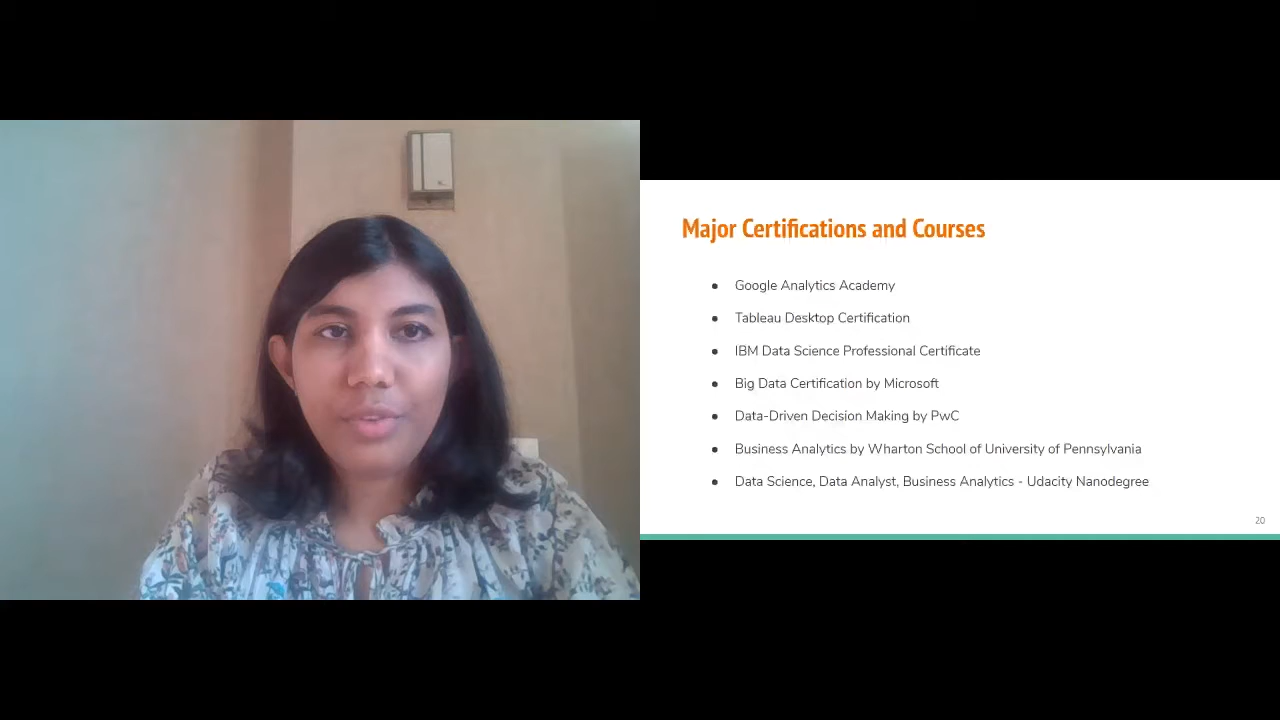 Major Certifications and Courses
Google Analytics Academy
Tableau Desktop Certification
IBM Data Science Professional Certificate
Big Data Certification by Microsoft
Data-Driven Decision Making by PwC
Business Analytics by Wharton School of University of Pennsylvania
Data Science, Data Analyst, Business Analytics - Udacity Nanodegree
20